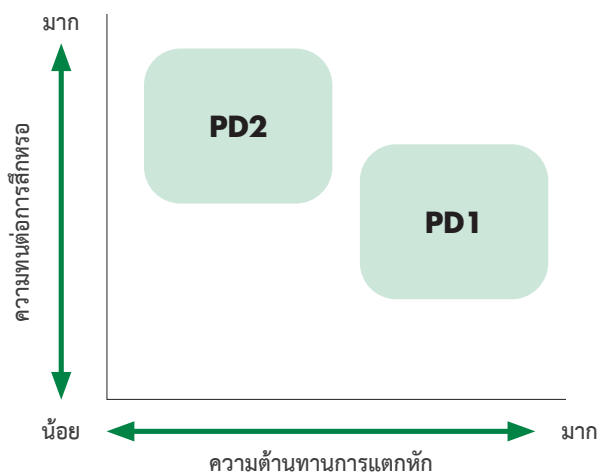 มาก
ความทนต่อการสึกหรอ
PD2
PD1
น้อย
มาก
ความต้านทานการแตกหัก